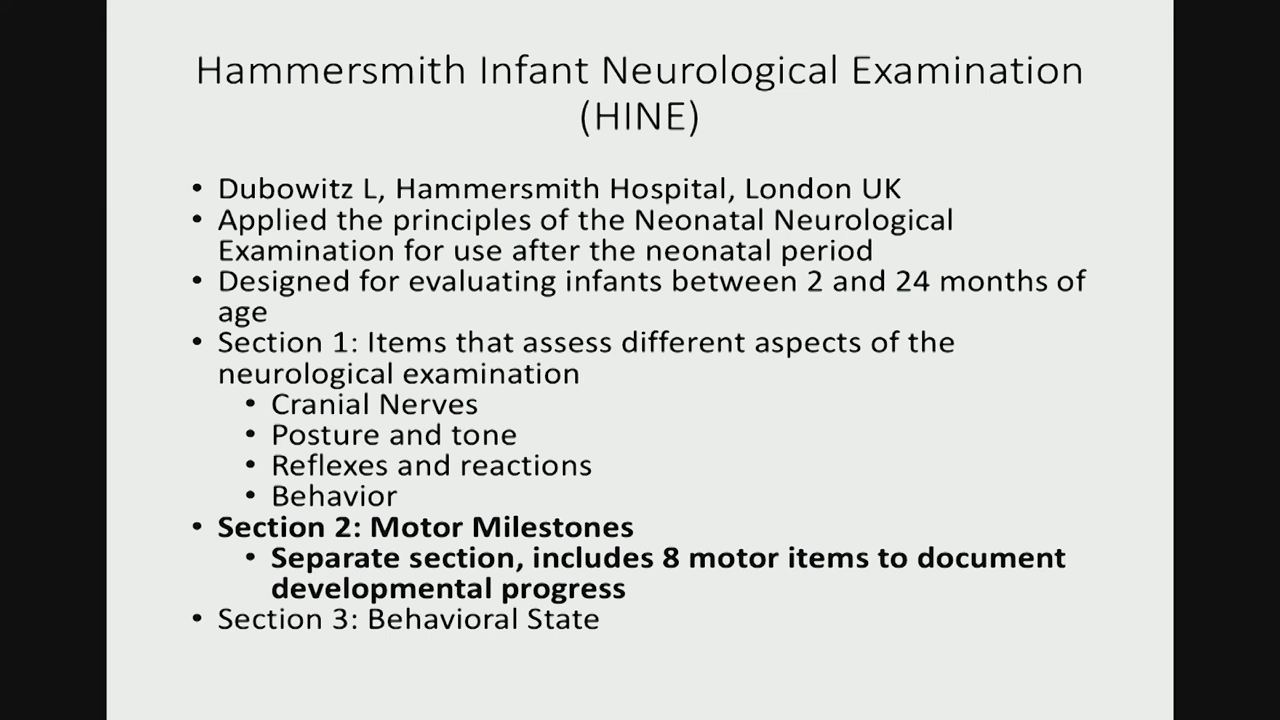 Hammersmith Infant Neurological Examination
(HINE)
• Dubowitz L, Hammersmith Hospital, London UK
• Applied the principles of the Neonatal Neurological
Examination for use after the neonatal period
• Designed for evaluating infants between 2 and 24 months of
age
• Section 1: Items that assess different aspects of the
neurological examination
• Cranial Nerves
• Posture and tone
• Reflexes and reactions
• Behavior
• Section 2: Motor Milestones
• Separate section, includes 8 motor items to document
developmental progress
• Section 3: Behavioral State